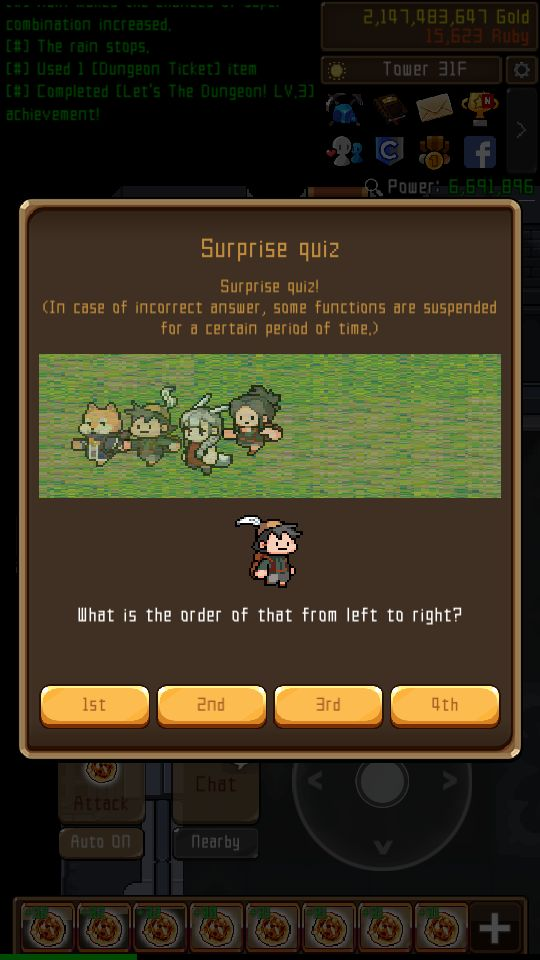 combination increased.
[#] The rain stops.
[#] Used 1 [Dungeon Ticket] item
[#] Completed [Let's The Dungeon! LV.3]
achievement!
2,147,483,647 Gold
15,623 Ruby
Tower 31F
Power: 6,691,896
Surprise quiz
Surprise quiz!
(In case of incorrect answer, some functions are suspended
for a certain period of time.)
What is the order of that from left to right?
1st
2nd
3rd
4th
Attack
Chat
Auto ON
Nearby